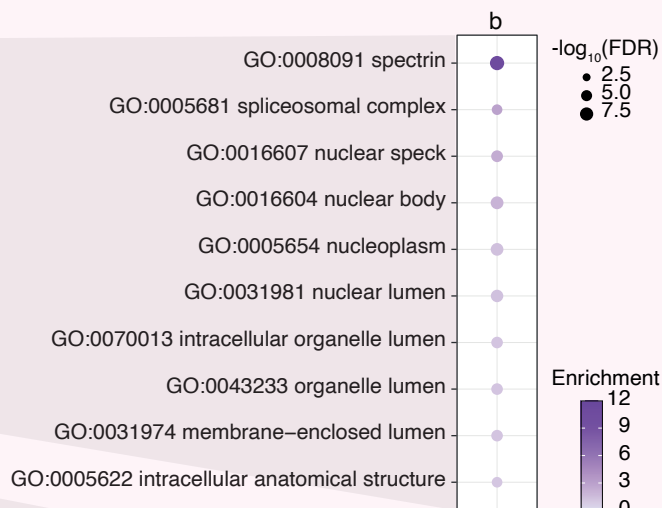 b
GO:0008091 spectrin
GO:0005681 spliceosomal complex
GO:0016607 nuclear speck
GO:0016604 nuclear body
GO:0005654 nucleoplasm
GO:0031981 nuclear lumen
GO:0070013 intracellular organelle lumen
GO:0043233 organelle lumen
GO:0031974 membrane−enclosed lumen
GO:0005622 intracellular anatomical structure
-log10(FDR)
2.5
5.0
7.5
Enrichment
12
9
6
3
0